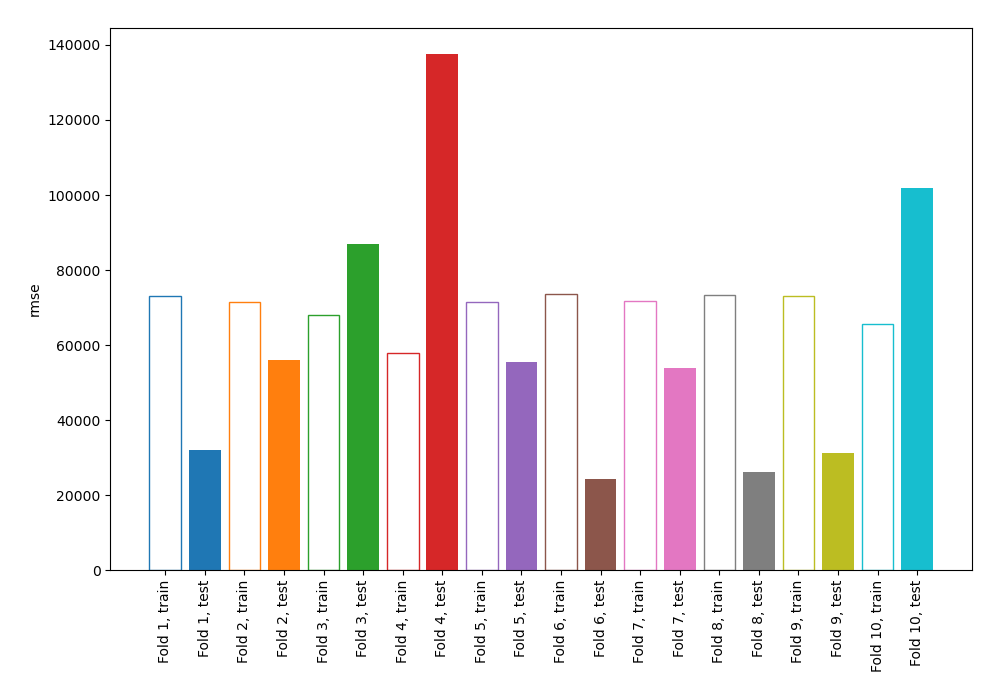 140000
120000
100000
80000
60000
40000
20000
0
rmse
Fold 1, train
Fold 1, test
Fold 2, train
Fold 2, test
Fold 3, train
Fold 3, test
Fold 4, train
Fold 4, test
Fold 5, train
Fold 5, test
Fold 6, train
Fold 6, test
Fold 7, train
Fold 7, test
Fold 8, train
Fold 8, test
Fold 9, train
Fold 9, test
Fold 10, train
Fold 10, test